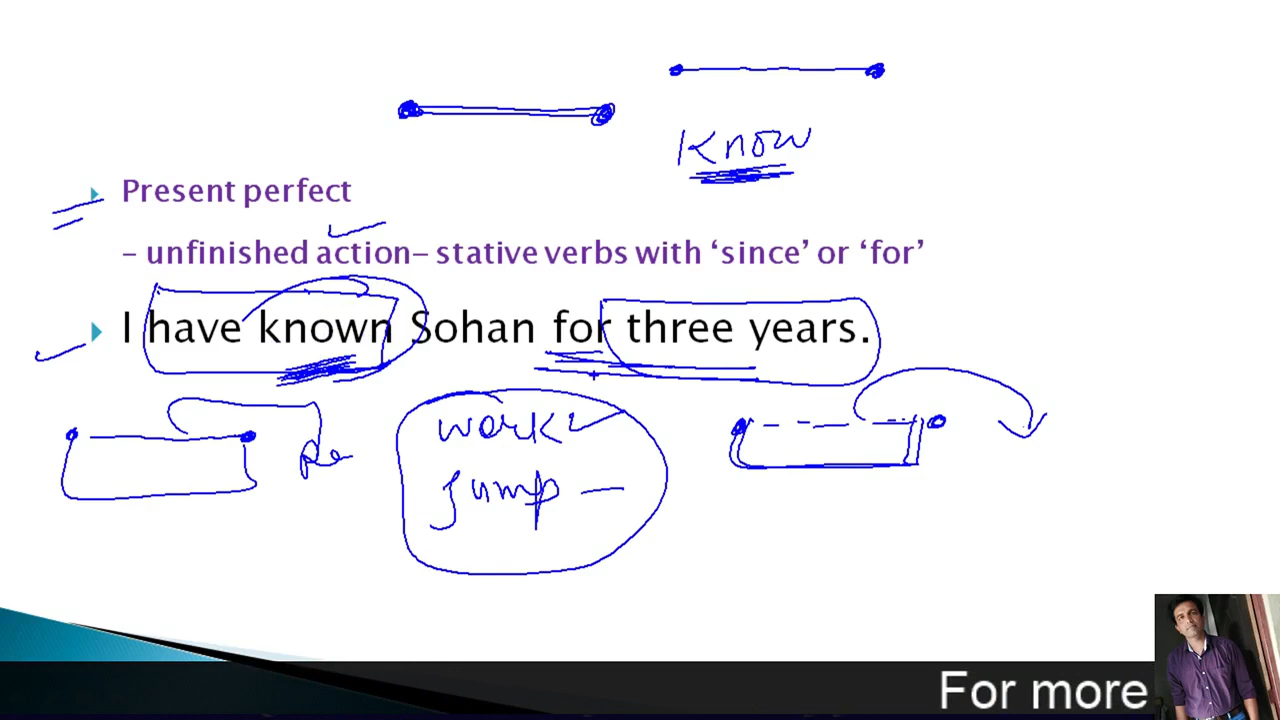 Know
Present perfect
– unfinished action– stative verbs with ‘since’ or ‘for’
I have known Sohan for three years.
work
Jump –
For more